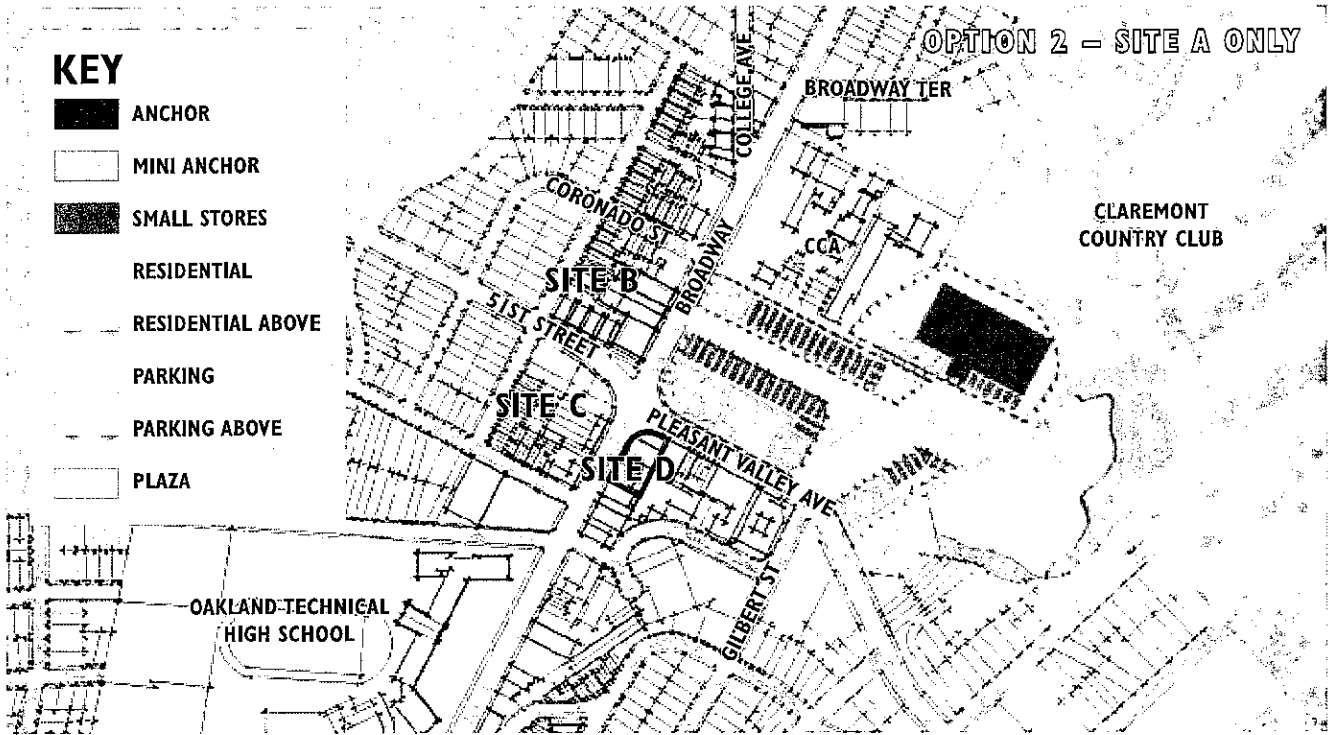 OPTION 2 – SITE A ONLY
KEY
ANCHOR
MINI ANCHOR
SMALL STORES
RESIDENTIAL
RESIDENTIAL ABOVE
PARKING
PARKING ABOVE
PLAZA
COLLEGE AVE
BROADWAY TER
CORONADO ST
CLAREMONT
COUNTRY CLUB
CCA
BROADWAY
SITE B
51ST STREET
SITE C
PLEASANT VALLEY AVE
SITE D
GILBERT ST
OAKLAND TECHNICAL
HIGH SCHOOL